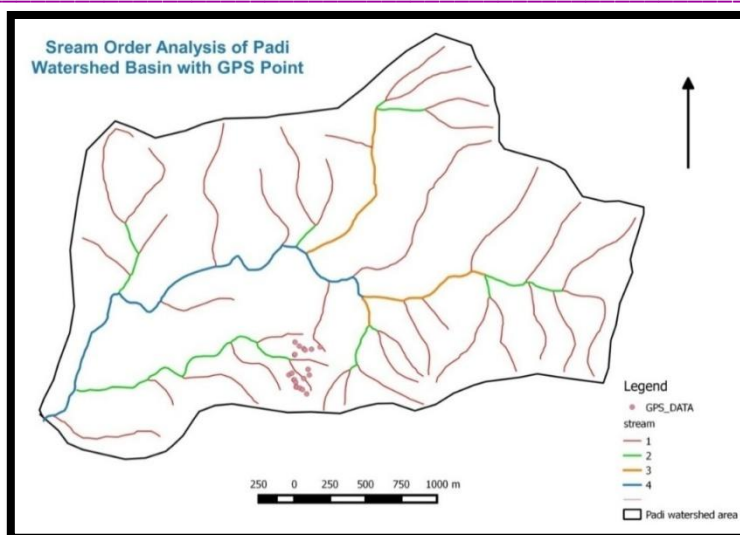 Sream Order Analysis of Padi
Watershed Basin with GPS Point
Legend
GPS_DATA
stream
1
2
3
4
Padi watershed area
250 0 250 500 750 1000 m